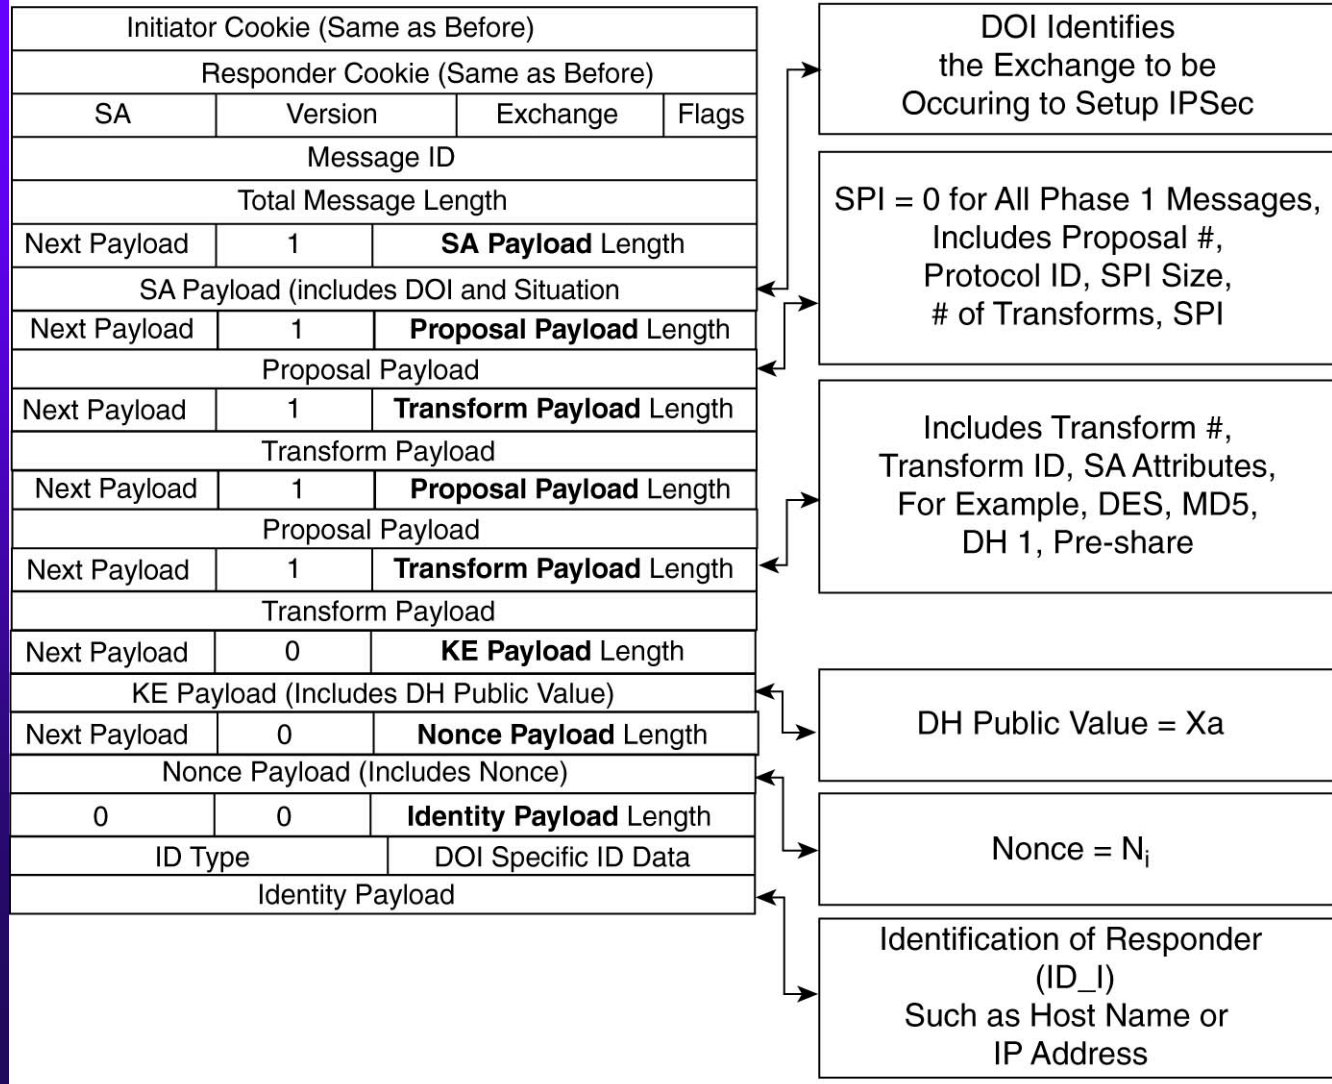 Initiator Cookie (Same as Before)
Responder Cookie (Same as Before)
SA Version Exchange Flags
Message ID
Total Message Length
Next Payload 1 SA Payload Length
SA Payload (includes DOI and Situation
Next Payload 1 Proposal Payload Length
Proposal Payload
Next Payload 1 Transform Payload Length
Transform Payload
Next Payload 1 Proposal Payload Length
Proposal Payload
Next Payload 1 Transform Payload Length
Transform Payload
Next Payload 0 KE Payload Length
KE Payload (Includes DH Public Value)
Next Payload 0 Nonce Payload Length
Nonce Payload (Includes Nonce)
0 0 Identity Payload Length
ID Type DOI Specific ID Data
Identity Payload
DOI Identifies
the Exchange to be
Occuring to Setup IPSec
SPI = 0 for All Phase 1 Messages,
Includes Proposal #,
Protocol ID, SPI Size,
# of Transforms, SPI
Includes Transform #,
Transform ID, SA Attributes,
For Example, DES, MD5,
DH 1, Pre-share
DH Public Value = Xa
Nonce = Ni
Identification of Responder
(ID_I)
Such as Host Name or
IP Address